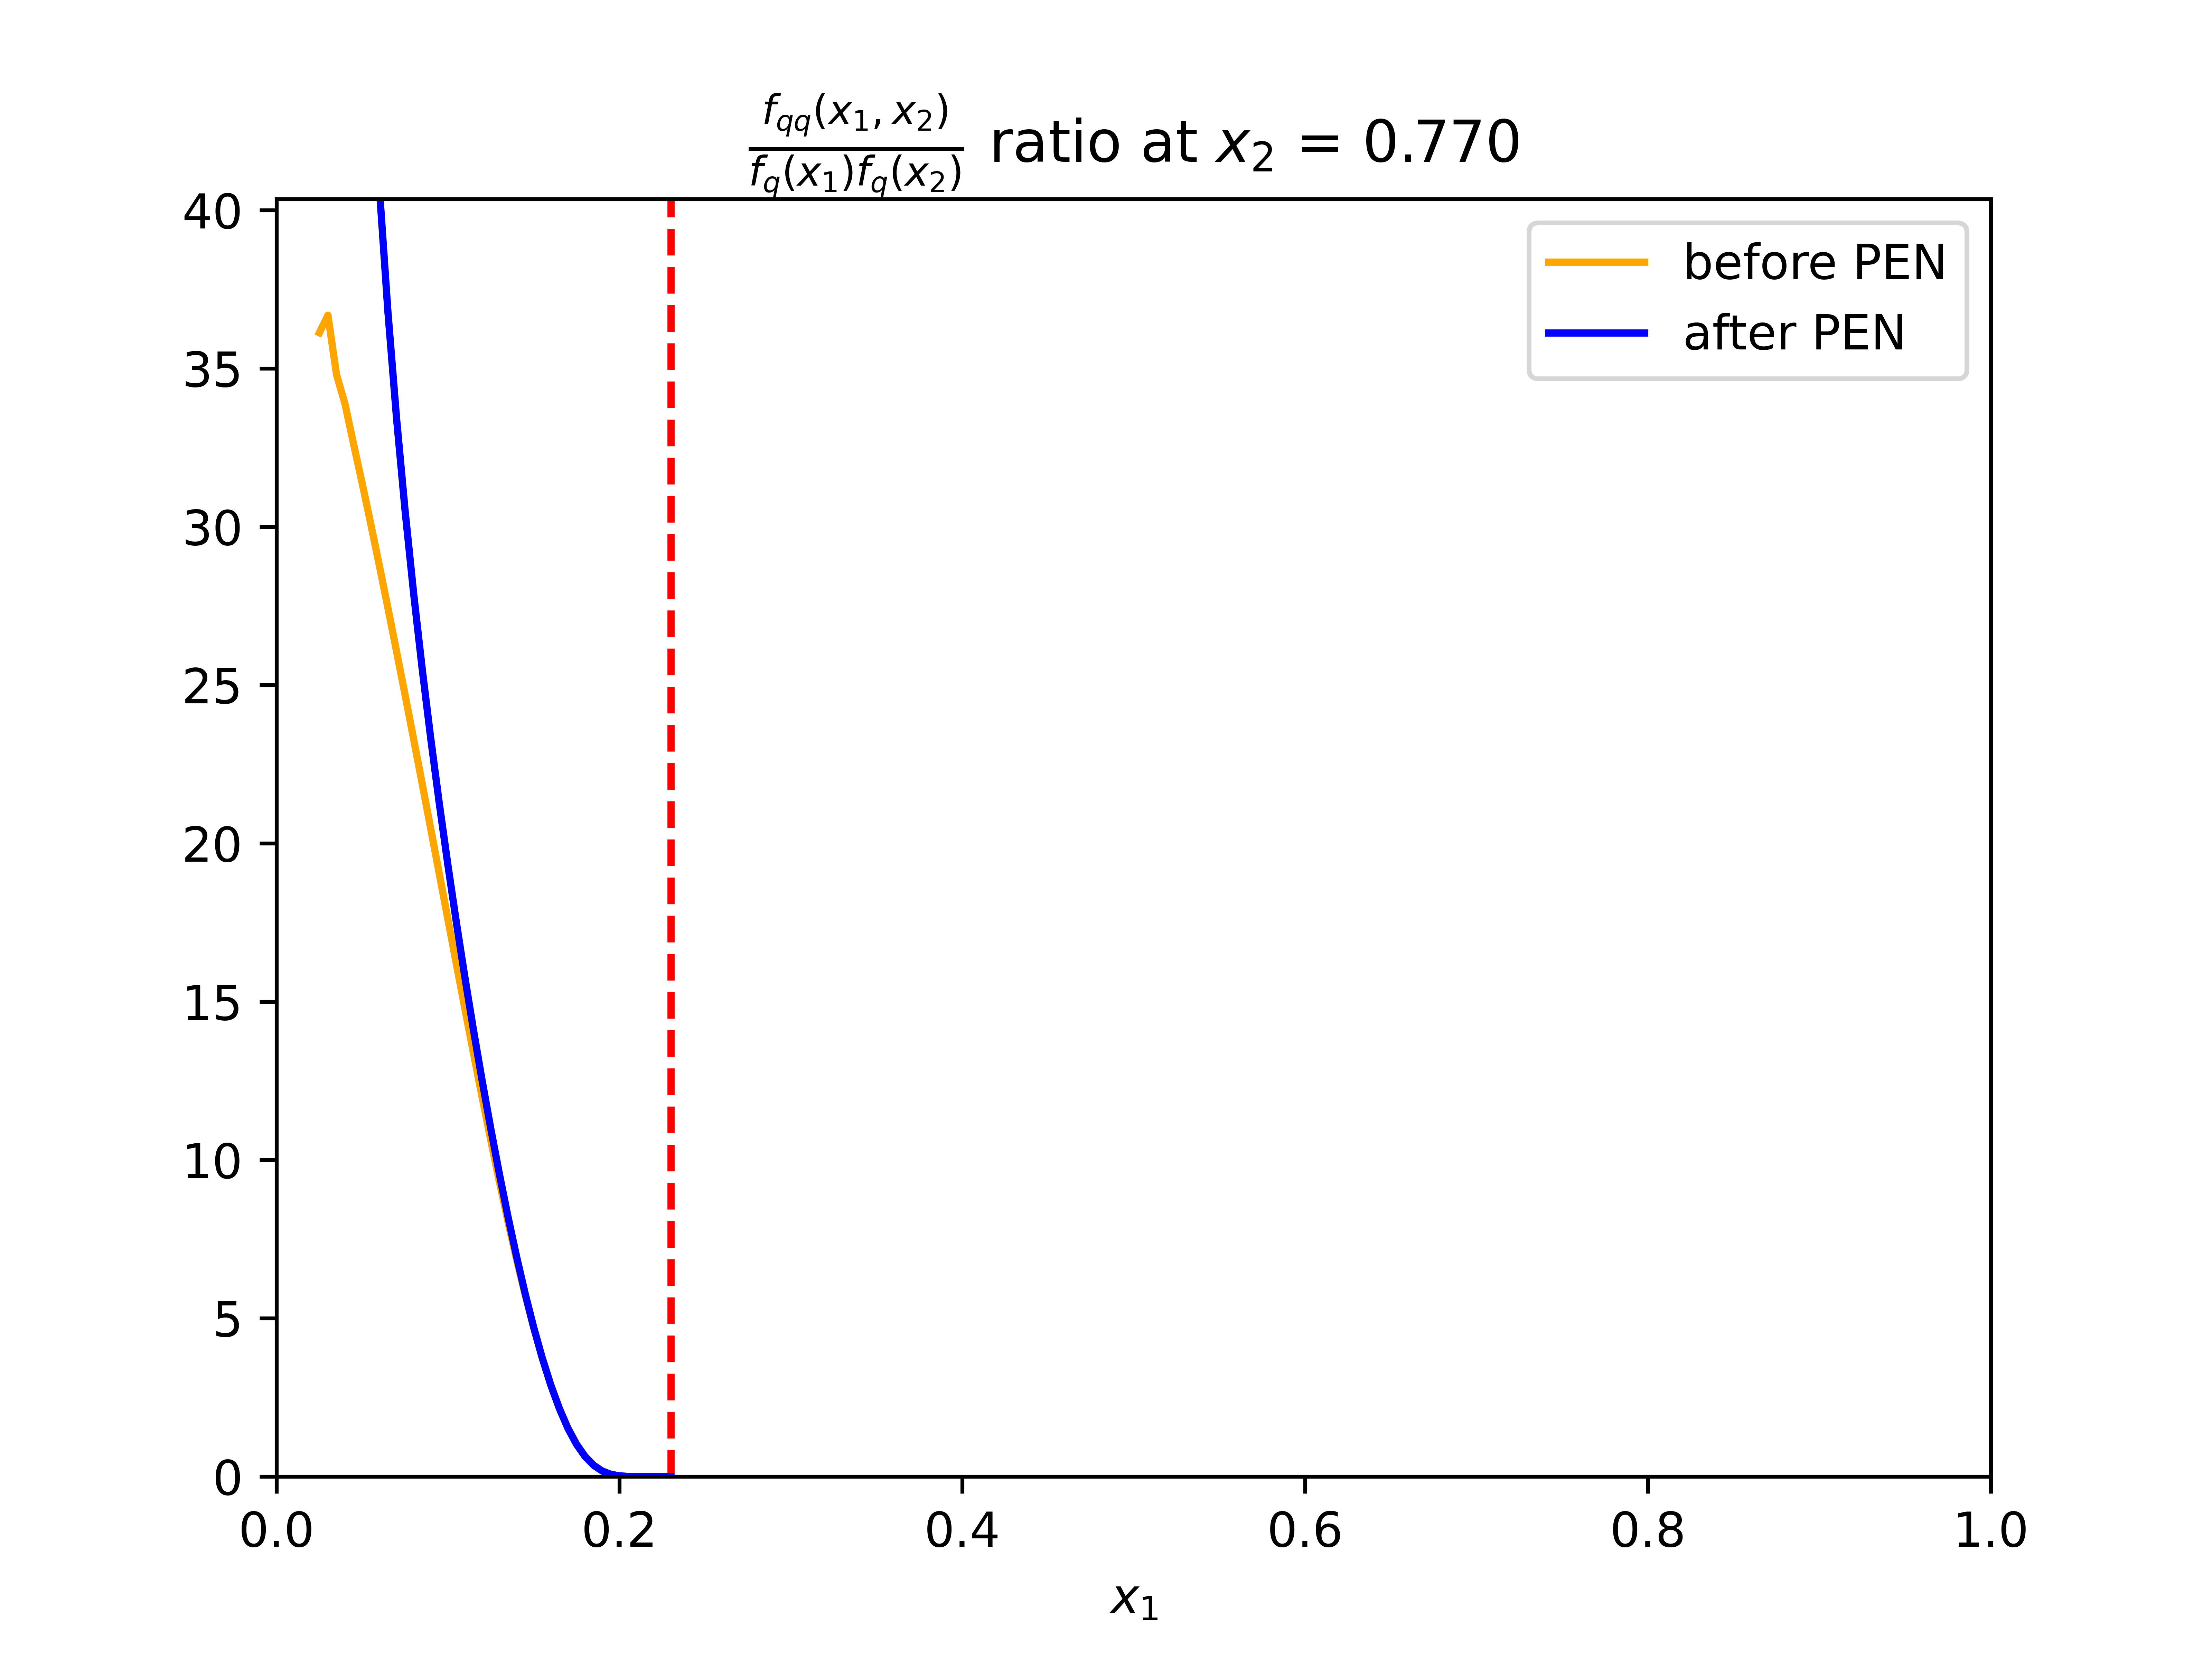 f_qq(x_1, x_2) / f_q(x_1) f_q(x_2) ratio at x_2 = 0.770
before PEN
after PEN
40
35
30
25
20
15
10
5
0
0.0 0.2 0.4 0.6 0.8 1.0
x_1